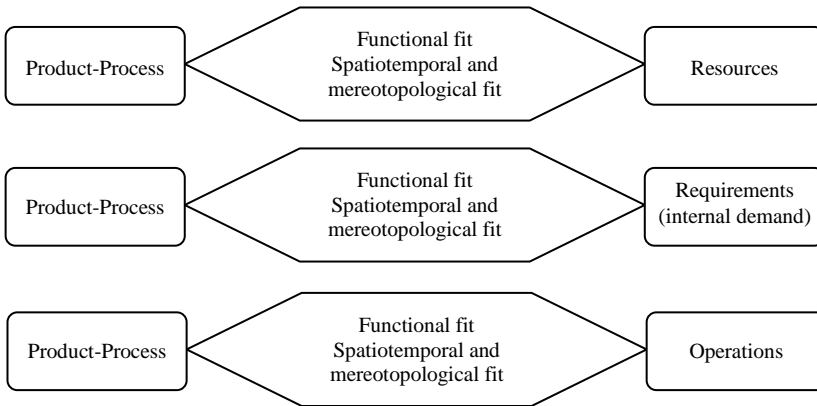 Product-Process
Functional fit
Spatiotemporal and
mereotopological fit
Resources
Product-Process
Functional fit
Spatiotemporal and
mereotopological fit
Requirements
(internal demand)
Product-Process
Functional fit
Spatiotemporal and
mereotopological fit
Operations